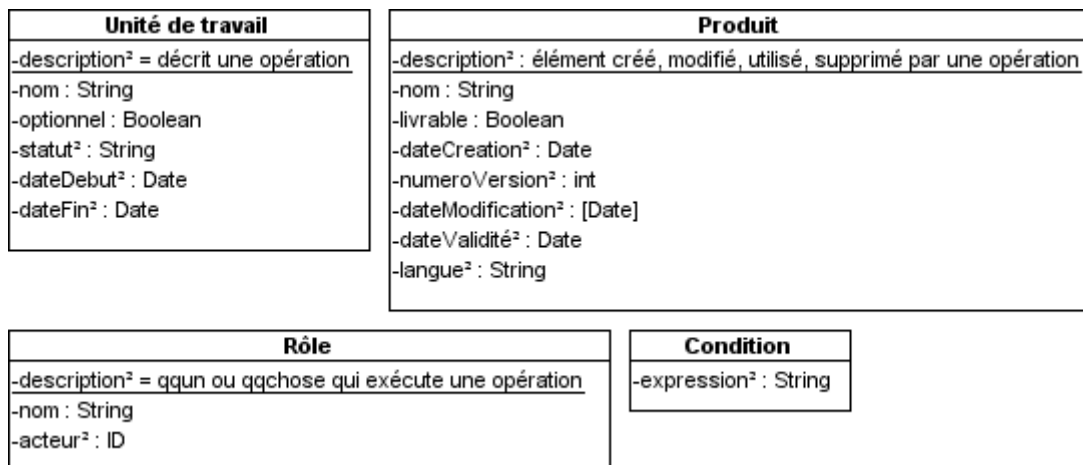 Unité de travail
-description² = décrit une opération
-nom : String
-optionnel : Boolean
-statut² : String
-dateDebut² : Date
-dateFin² : Date
Produit
-description² : élément créé, modifié, utilisé, supprimé par une opération
-nom : String
-livrable : Boolean
-dateCreation² : Date
-numeroVersion² : int
-dateModification² : [Date]
-dateValidité² : Date
-langue² : String
Rôle
-description² = qqun ou qqchose qui exécute une opération
-nom : String
-acteur² : ID
Condition
-expression² : String